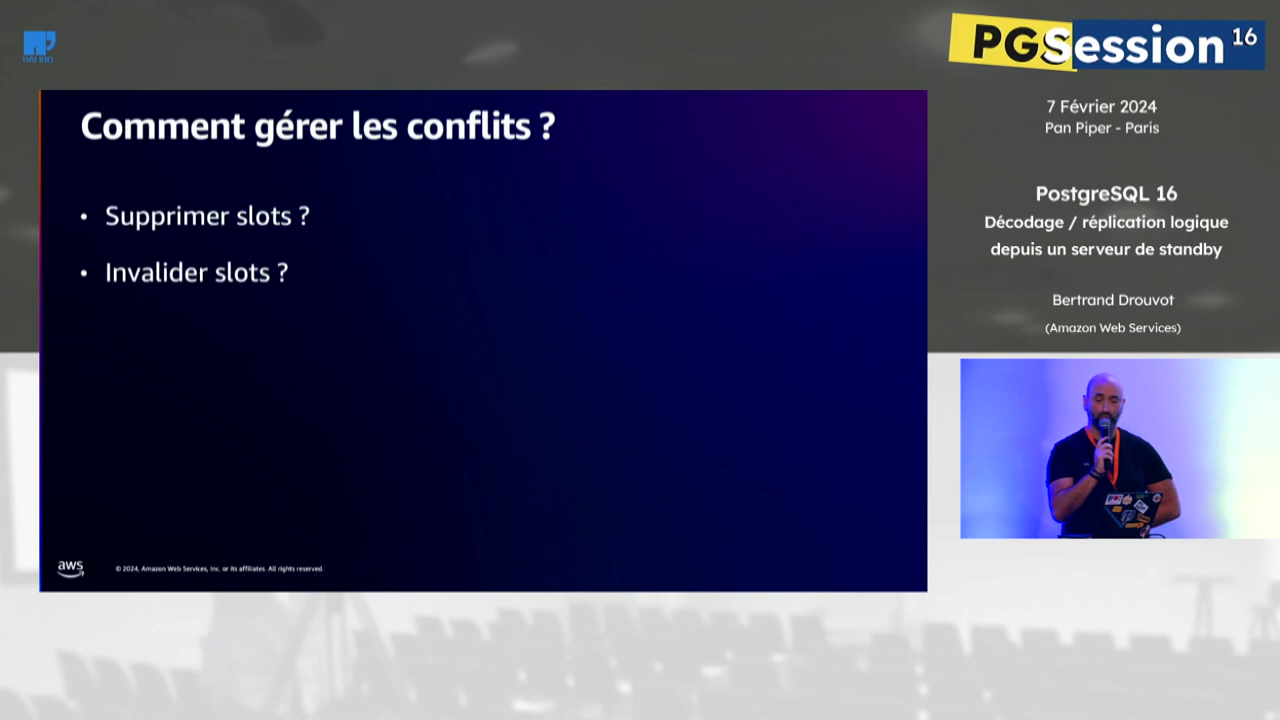 PGSession 16
7 Février 2024
Pan Piper - Paris
PostgreSQL 16
Décodage / réplication logique
depuis un serveur de standby
Bertrand Drouvot
(Amazon Web Services)
Comment gérer les conflits ?
• Supprimer slots ?
• Invalider slots ?
aws
© 2024, Amazon Web Services, Inc. or its affiliates. All rights reserved.